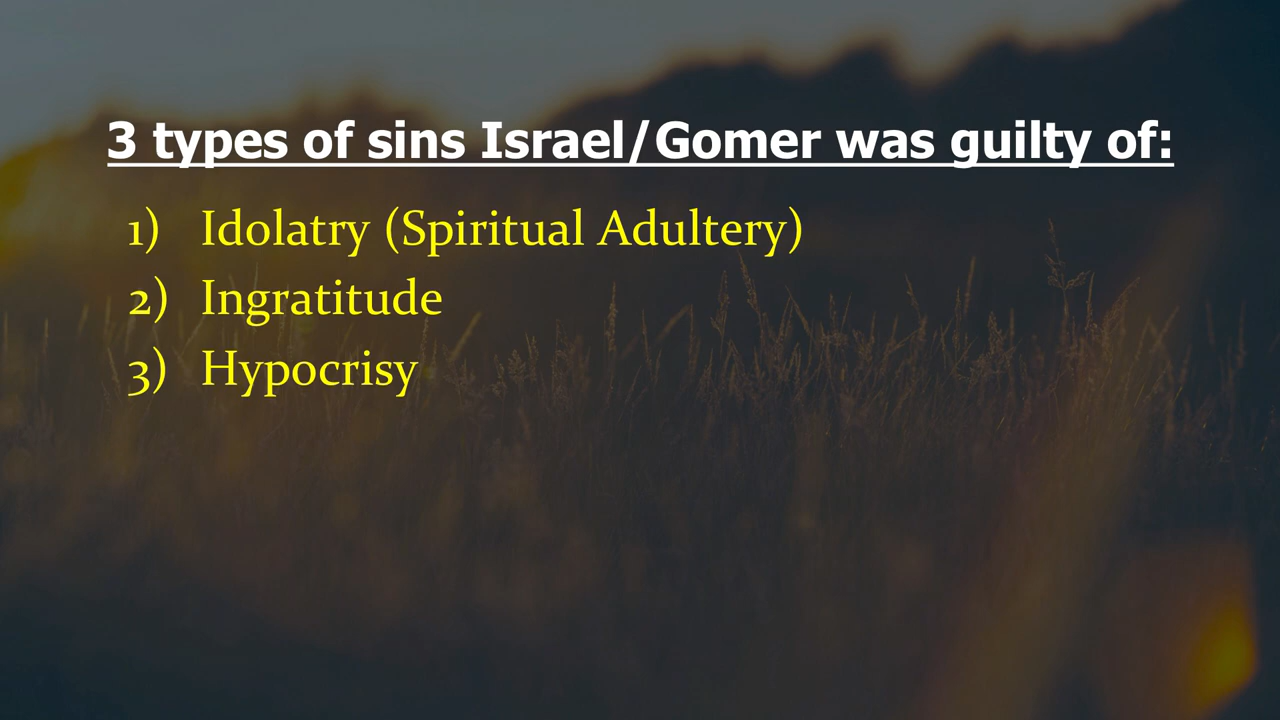 3 types of sins Israel/Gomer was guilty of:
1) Idolatry (Spiritual Adultery)
2) Ingratitude
3) Hypocrisy